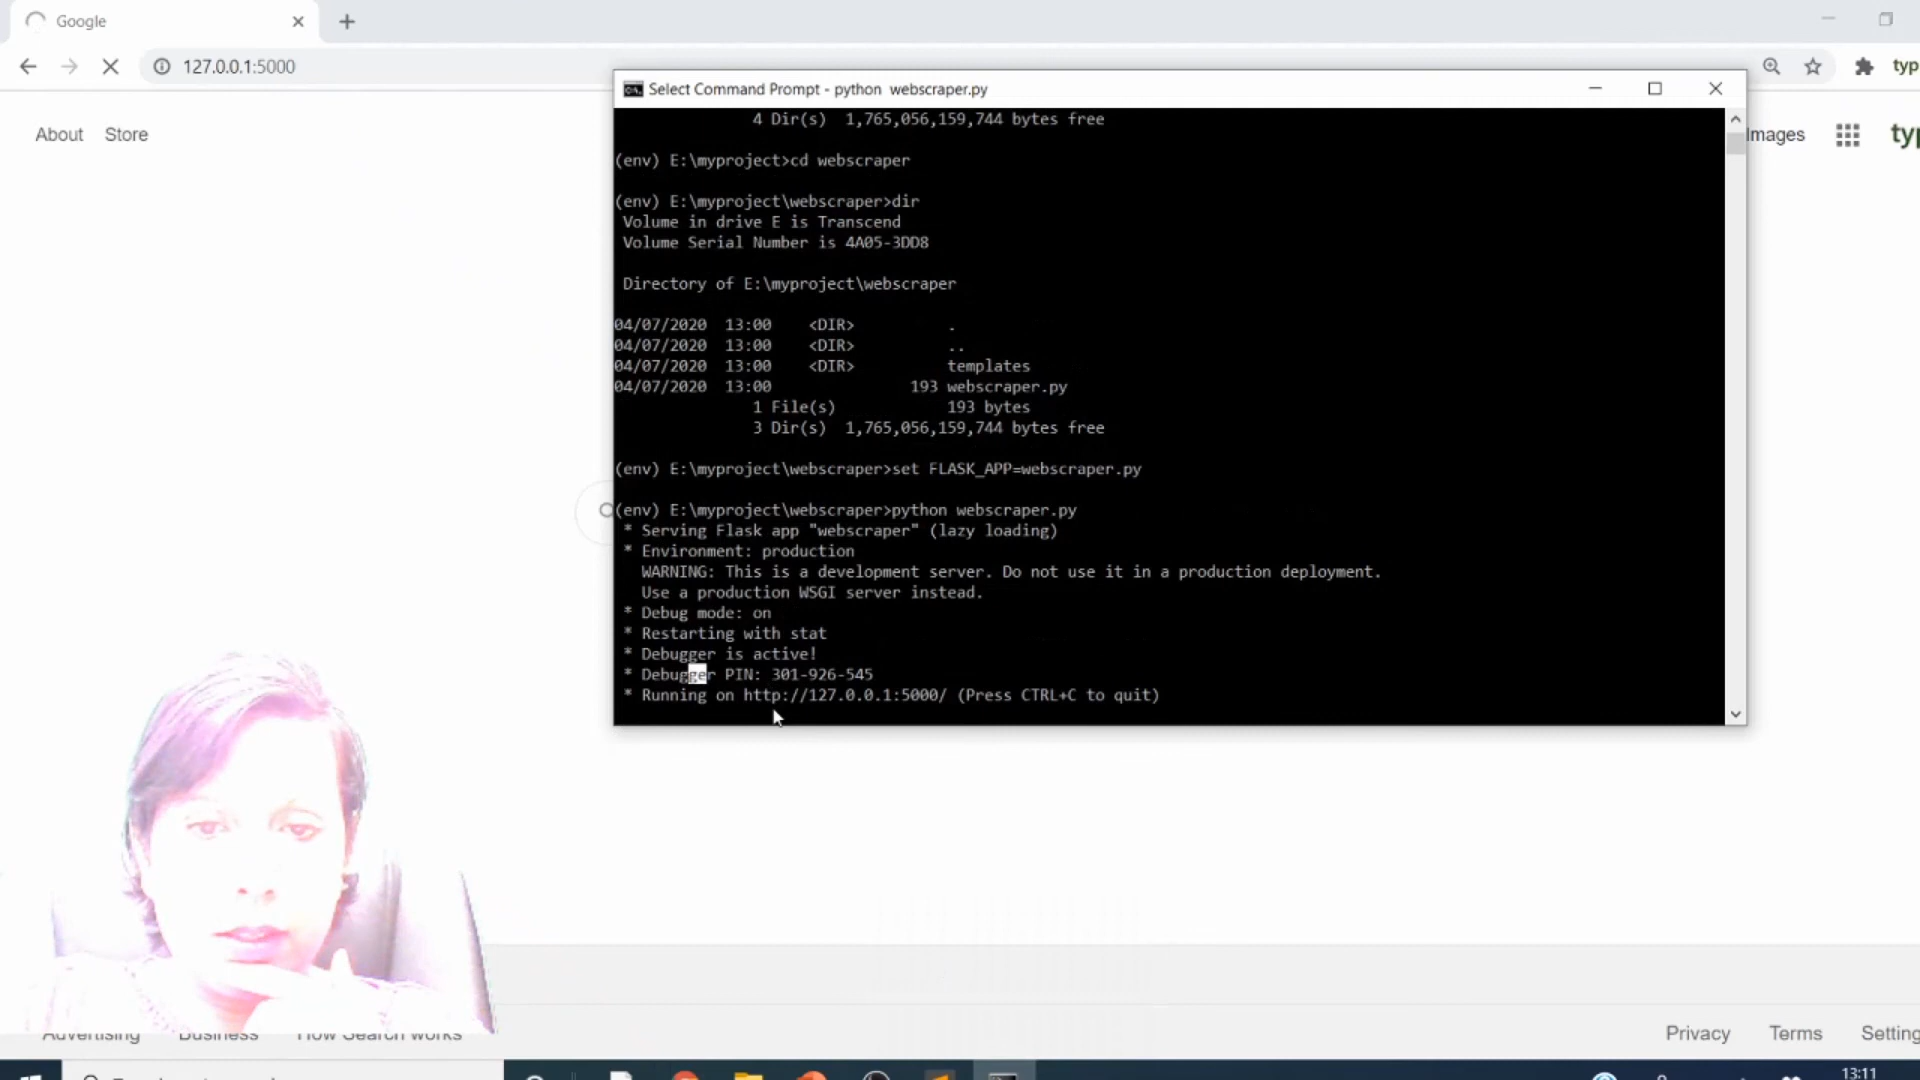 Google
127.0.0.1:5000
typ
Select Command Prompt - python  webscraper.py
About
Store
Images
typ
4 Dir(s)  1,765,056,159,744 bytes free
(env) E:\myproject>cd webscraper
(env) E:\myproject\webscraper>dir
Volume in drive E is Transcend
Volume Serial Number is 4A05-3DD8
Directory of E:\myproject\webscraper
04/07/2020  13:00    <DIR>          .
04/07/2020  13:00    <DIR>          ..
04/07/2020  13:00    <DIR>          templates
04/07/2020  13:00               193 webscraper.py
1 File(s)            193 bytes
3 Dir(s)  1,765,056,159,744 bytes free
(env) E:\myproject\webscraper>set FLASK_APP=webscraper.py
(env) E:\myproject\webscraper>python webscraper.py
* Serving Flask app "webscraper" (lazy loading)
* Environment: production
WARNING: This is a development server. Do not use it in a production deployment.
Use a production WSGI server instead.
* Debug mode: on
* Restarting with stat
* Debugger is active!
* Debugger PIN: 301-926-545
* Running on http://127.0.0.1:5000/ (Press CTRL+C to quit)
Advertising
Business
How Search works
Privacy
Terms
Setting
13:11